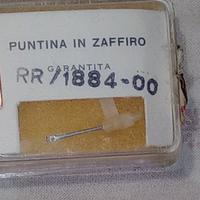 PUNTINA IN ZAFFIRO
GARANTITA
RR/1884-00